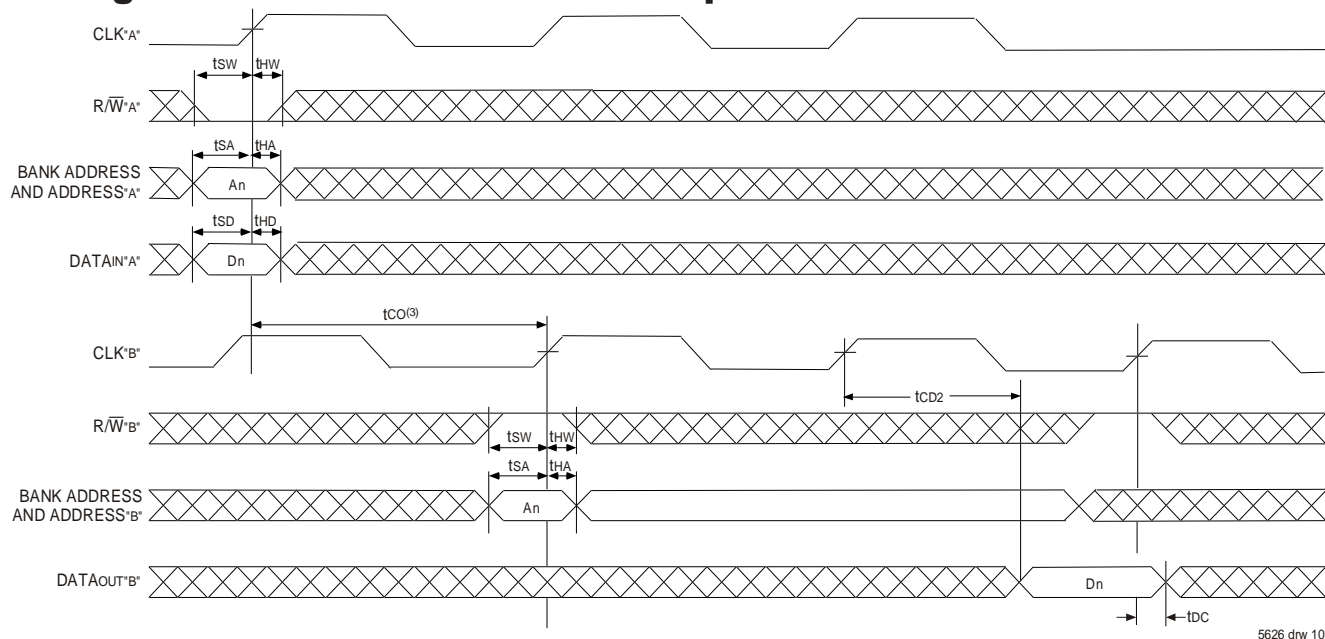 CLK"A"
tSW tHW
R/W"A"
tSA tHA
BANK ADDRESS
AND ADDRESS"A"
An
tSD tHD
DATAIN"A"
Dn
tCO(3)
CLK"B"
tCD2
R/W"B"
tSW tHW
tSA tHA
BANK ADDRESS
AND ADDRESS"B"
An
DATAOUT"B"
Dn
tDC
5626 drw 10